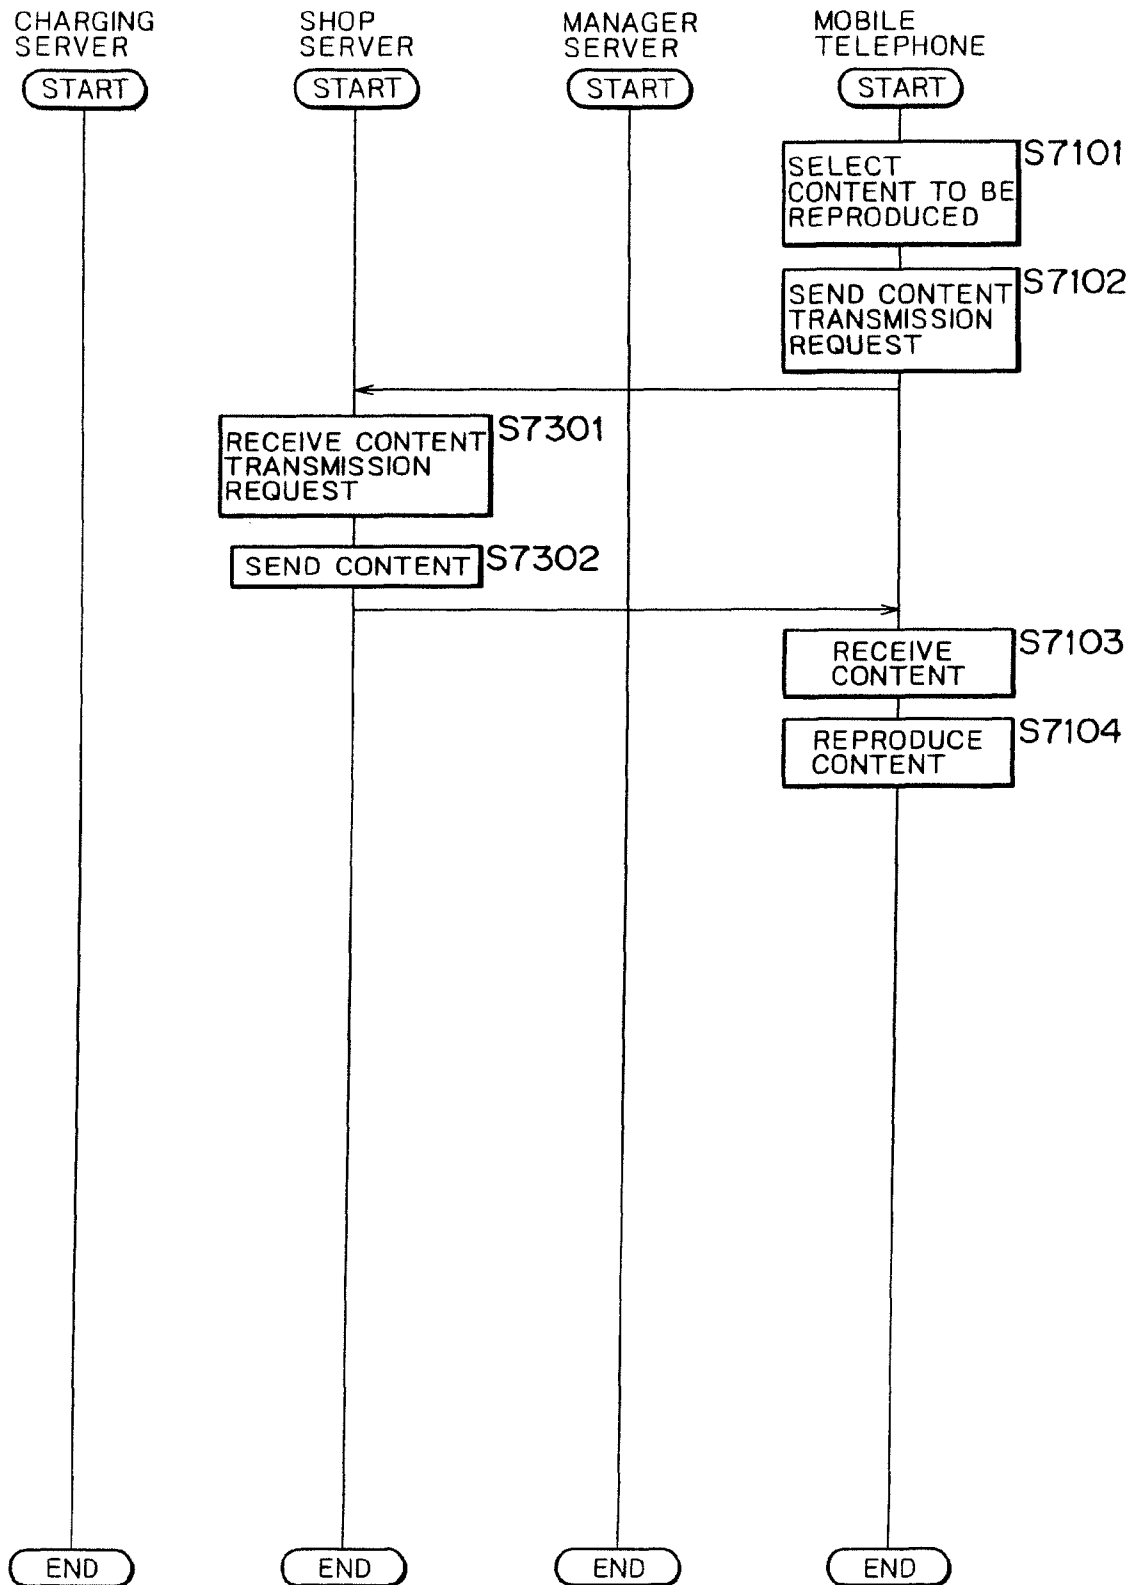 CHARGING
SERVER
SHOP
SERVER
MANAGER
SERVER
MOBILE
TELEPHONE
START
START
START
START
SELECT
CONTENT TO BE
REPRODUCED
S7101
SEND CONTENT
TRANSMISSION
REQUEST
S7102
RECEIVE CONTENT
TRANSMISSION
REQUEST
S7301
SEND CONTENT
S7302
RECEIVE
CONTENT
S7103
REPRODUCE
CONTENT
S7104
END
END
END
END